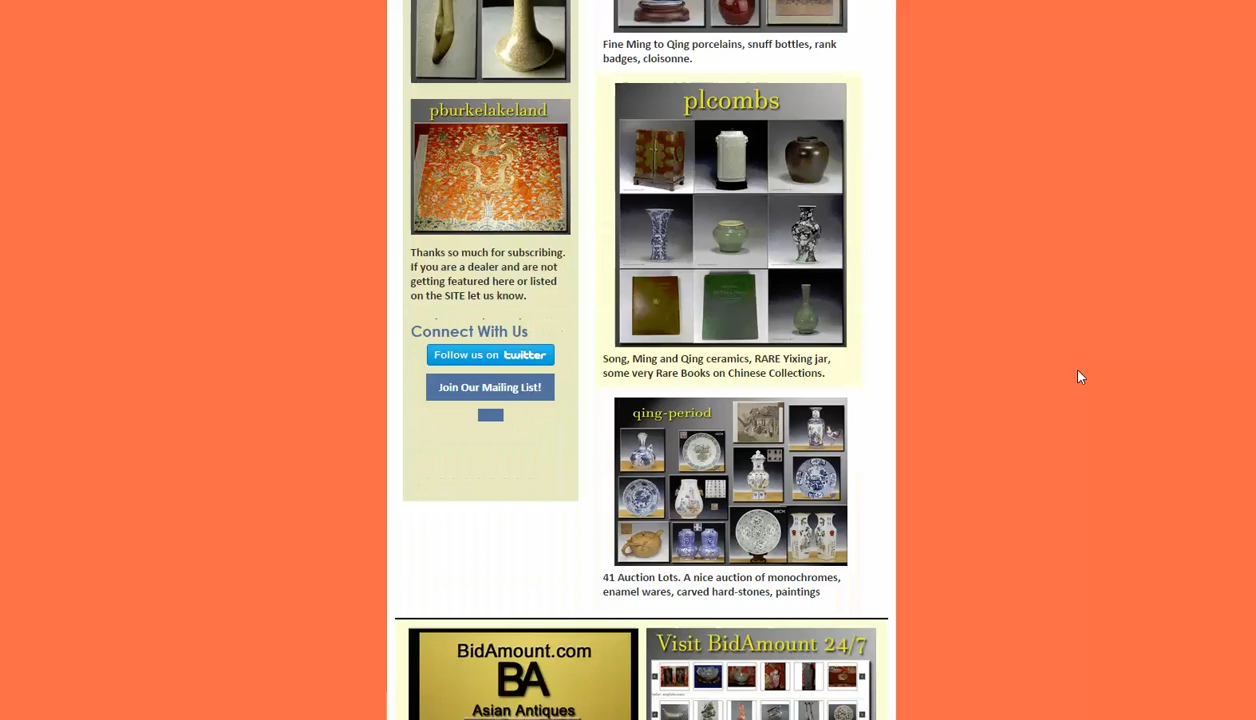 Fine Ming to Qing porcelains, snuff bottles, rank
badges, cloisonne.
pburkelakeland
plcombs
Thanks so much for subscribing.
If you are a dealer and are not
getting featured here or listed
on the SITE let us know.
Connect With Us
Follow us on twitter
Join Our Mailing List!
Song, Ming and Qing ceramics, RARE Yixing jar,
some very Rare Books on Chinese Collections.
qing-period
41 Auction Lots. A nice auction of monochromes,
enamel wares, carved hard-stones, paintings
BidAmount.com
BA
Asian Antiques
Visit BidAmount 24/7